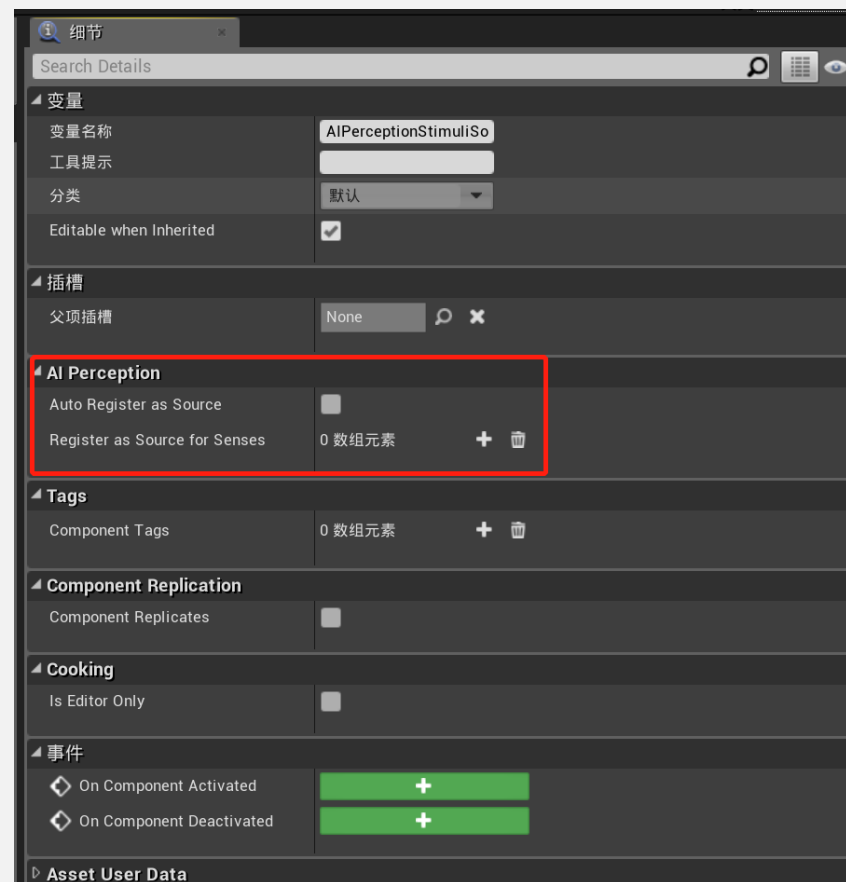 细节
Search Details
变量
变量名称 AIPerceptionStimuliSo
工具提示
分类 默认
Editable when Inherited
插槽
父项插槽 None
AI Perception
Auto Register as Source
Register as Source for Senses 0 数组元素
Tags
Component Tags 0 数组元素
Component Replication
Component Replicates
Cooking
Is Editor Only
事件
On Component Activated
On Component Deactivated
Asset User Data